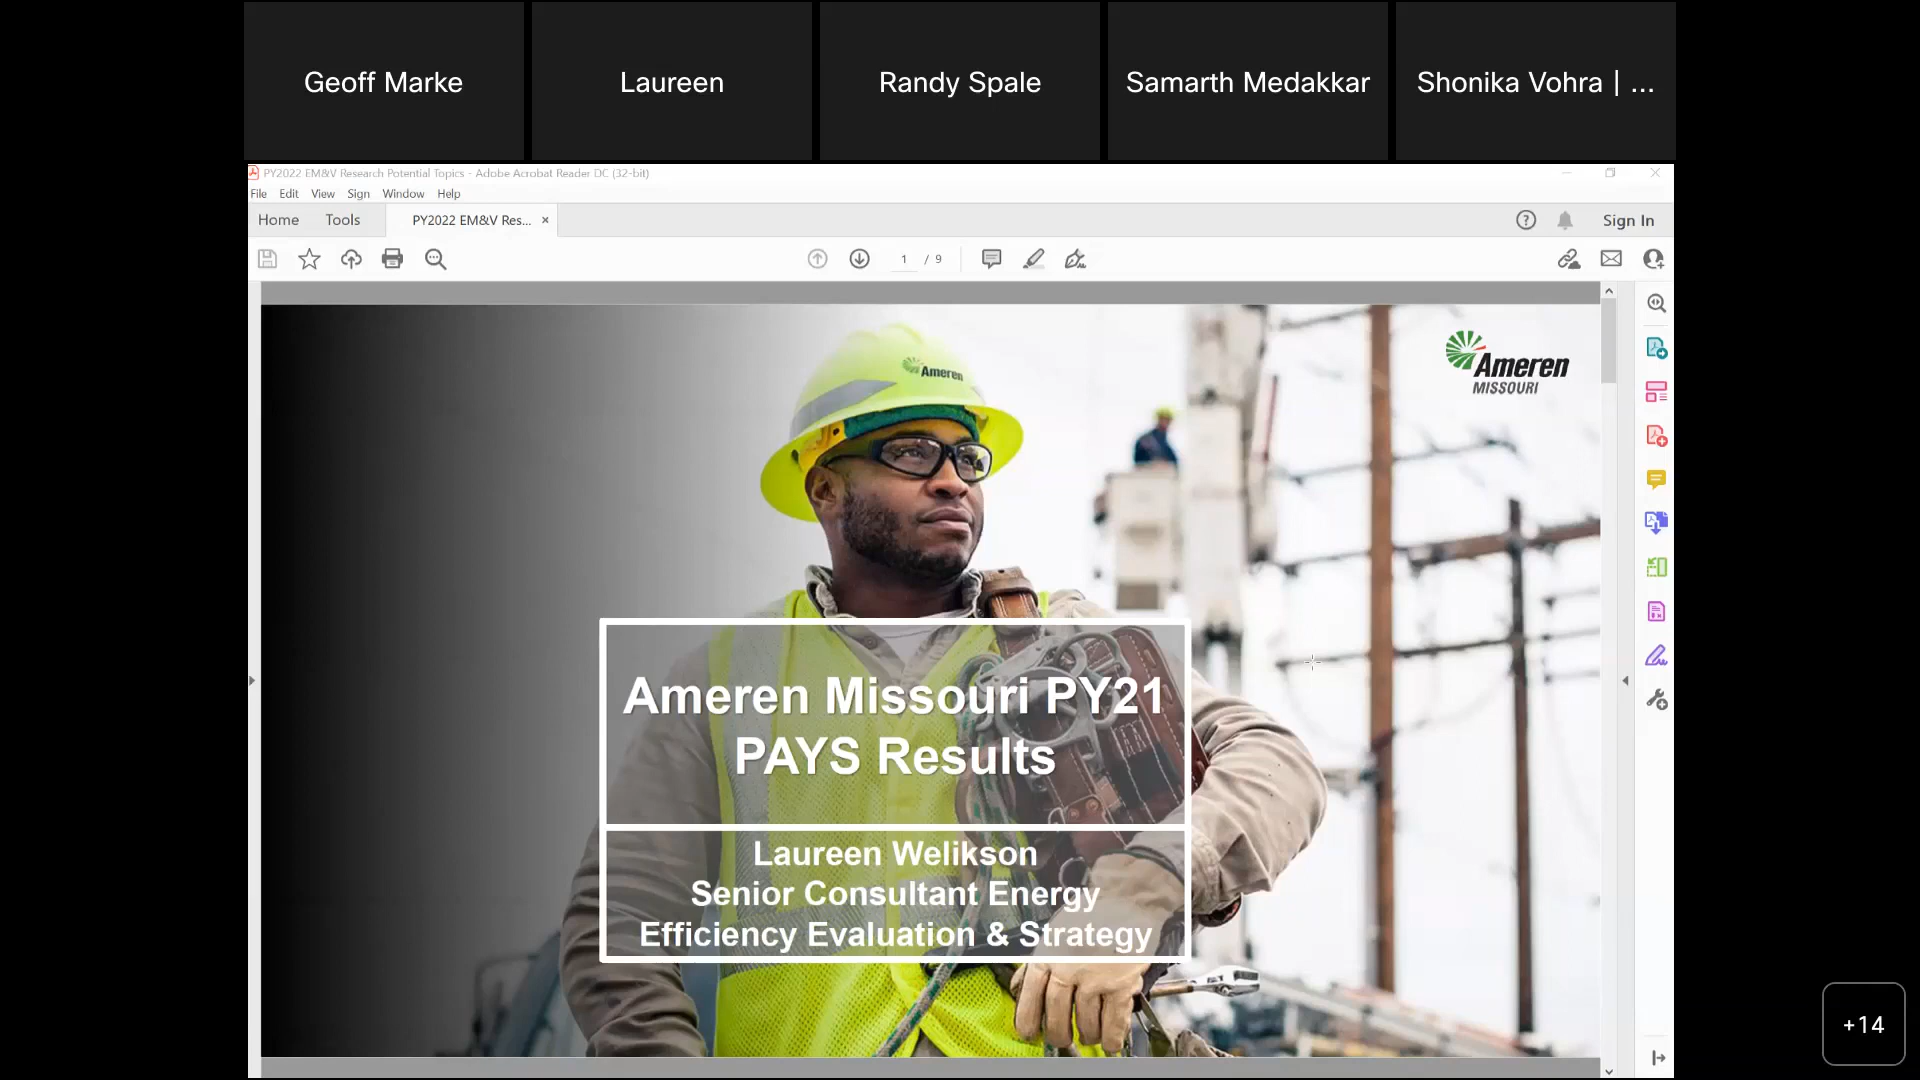 Geoff Marke
Laureen
Randy Spale
Samarth Medakkar
Shonika Vohra | ...
PY2022 EM&V Research Potential Topics - Adobe Acrobat Reader DC (32-bit)
File Edit View Sign Window Help
Home Tools PY2022 EM&V Res... × Sign In
1 / 9
Ameren
Ameren
MISSOURI
Ameren Missouri PY21
PAYS Results
Laureen Welikson
Senior Consultant Energy
Efficiency Evaluation & Strategy
+14